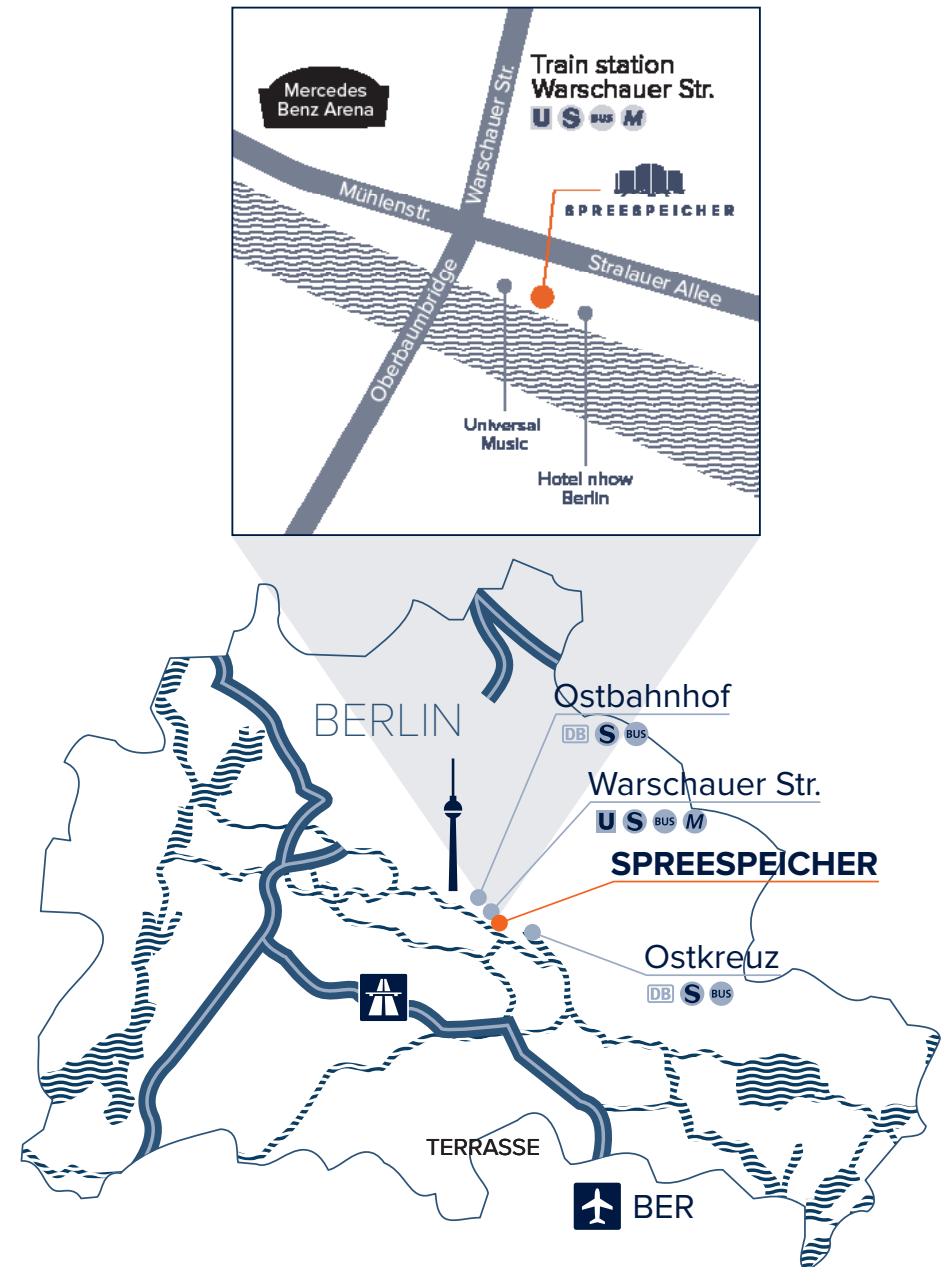 Mercedes
Benz Arena
Warschauer Str.
Train station
Warschauer Str.
U S BUS M
SPREESPEICHER
Mühlenstr.
Stralauer Allee
Oberbaumbridge
Universal
Music
Hotel nhow
Berlin
BERLIN
Ostbahnhof
DB S BUS
Warschauer Str.
U S BUS M
SPREESPEICHER
Ostkreuz
DB S BUS
TERRASSE
BER